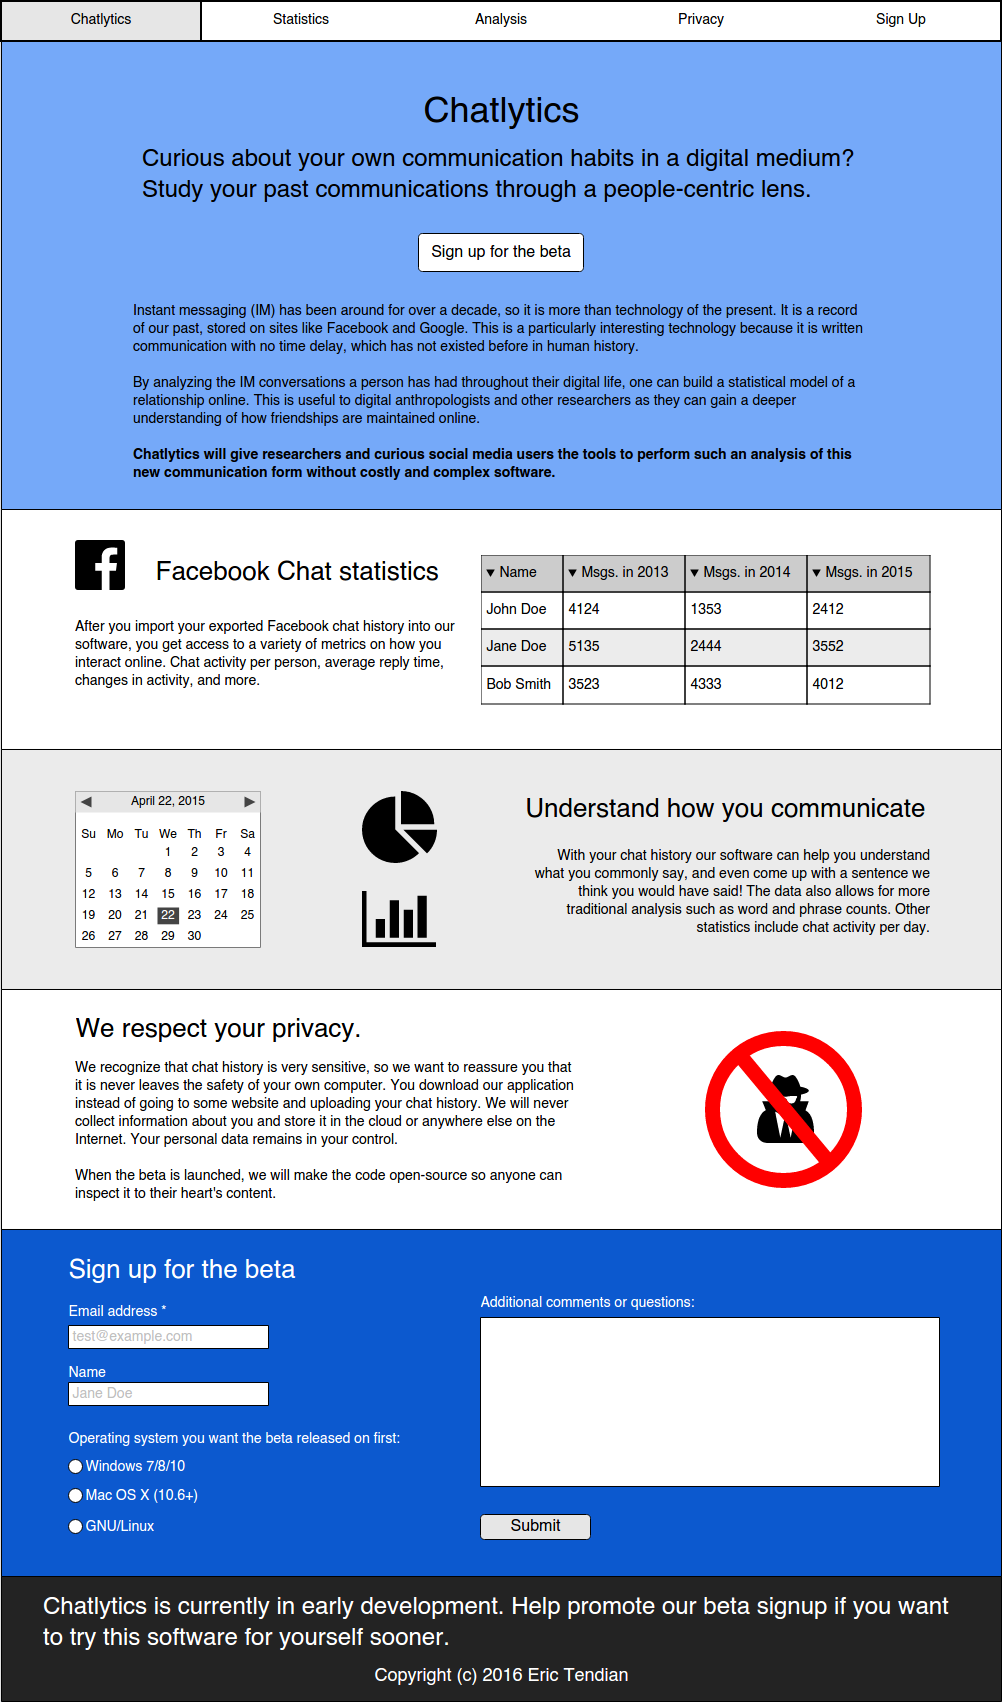 Chatlytics Statistics Analysis Privacy Sign Up
Chatlytics
Curious about your own communication habits in a digital medium?
Study your past communications through a people-centric lens.
Sign up for the beta
Instant messaging (IM) has been around for over a decade, so it is more than technology of the present. It is a record
of our past, stored on sites like Facebook and Google. This is a particularly interesting technology because it is written
communication with no time delay, which has not existed before in human history.
By analyzing the IM conversations a person has had throughout their digital life, one can build a statistical model of a
relationship online. This is useful to digital anthropologists and other researchers as they can gain a deeper
understanding of how friendships are maintained online.
Chatlytics will give researchers and curious social media users the tools to perform such an analysis of this
new communication form without costly and complex software.
Facebook Chat statistics
After you import your exported Facebook chat history into our
software, you get access to a variety of metrics on how you
interact online. Chat activity per person, average reply time,
changes in activity, and more.
▼ Name ▼ Msgs. in 2013 ▼ Msgs. in 2014 ▼ Msgs. in 2015
John Doe 4124 1353 2412
Jane Doe 5135 2444 3552
Bob Smith 3523 4333 4012
April 22, 2015
Su Mo Tu We Th Fr Sa
1 2 3 4
5 6 7 8 9 10 11
12 13 14 15 16 17 18
19 20 21 22 23 24 25
26 27 28 29 30
Understand how you communicate
With your chat history our software can help you understand
what you commonly say, and even come up with a sentence we
think you would have said! The data also allows for more
traditional analysis such as word and phrase counts. Other
statistics include chat activity per day.
We respect your privacy.
We recognize that chat history is very sensitive, so we want to reassure you that
it is never leaves the safety of your own computer. You download our application
instead of going to some website and uploading your chat history. We will never
collect information about you and store it in the cloud or anywhere else on the
Internet. Your personal data remains in your control.
When the beta is launched, we will make the code open-source so anyone can
inspect it to their heart's content.
Sign up for the beta
Email address *
test@example.com
Name
Jane Doe
Operating system you want the beta released on first:
Windows 7/8/10
Mac OS X (10.6+)
GNU/Linux
Additional comments or questions:
Submit
Chatlytics is currently in early development. Help promote our beta signup if you want
to try this software for yourself sooner.
Copyright (c) 2016 Eric Tendian